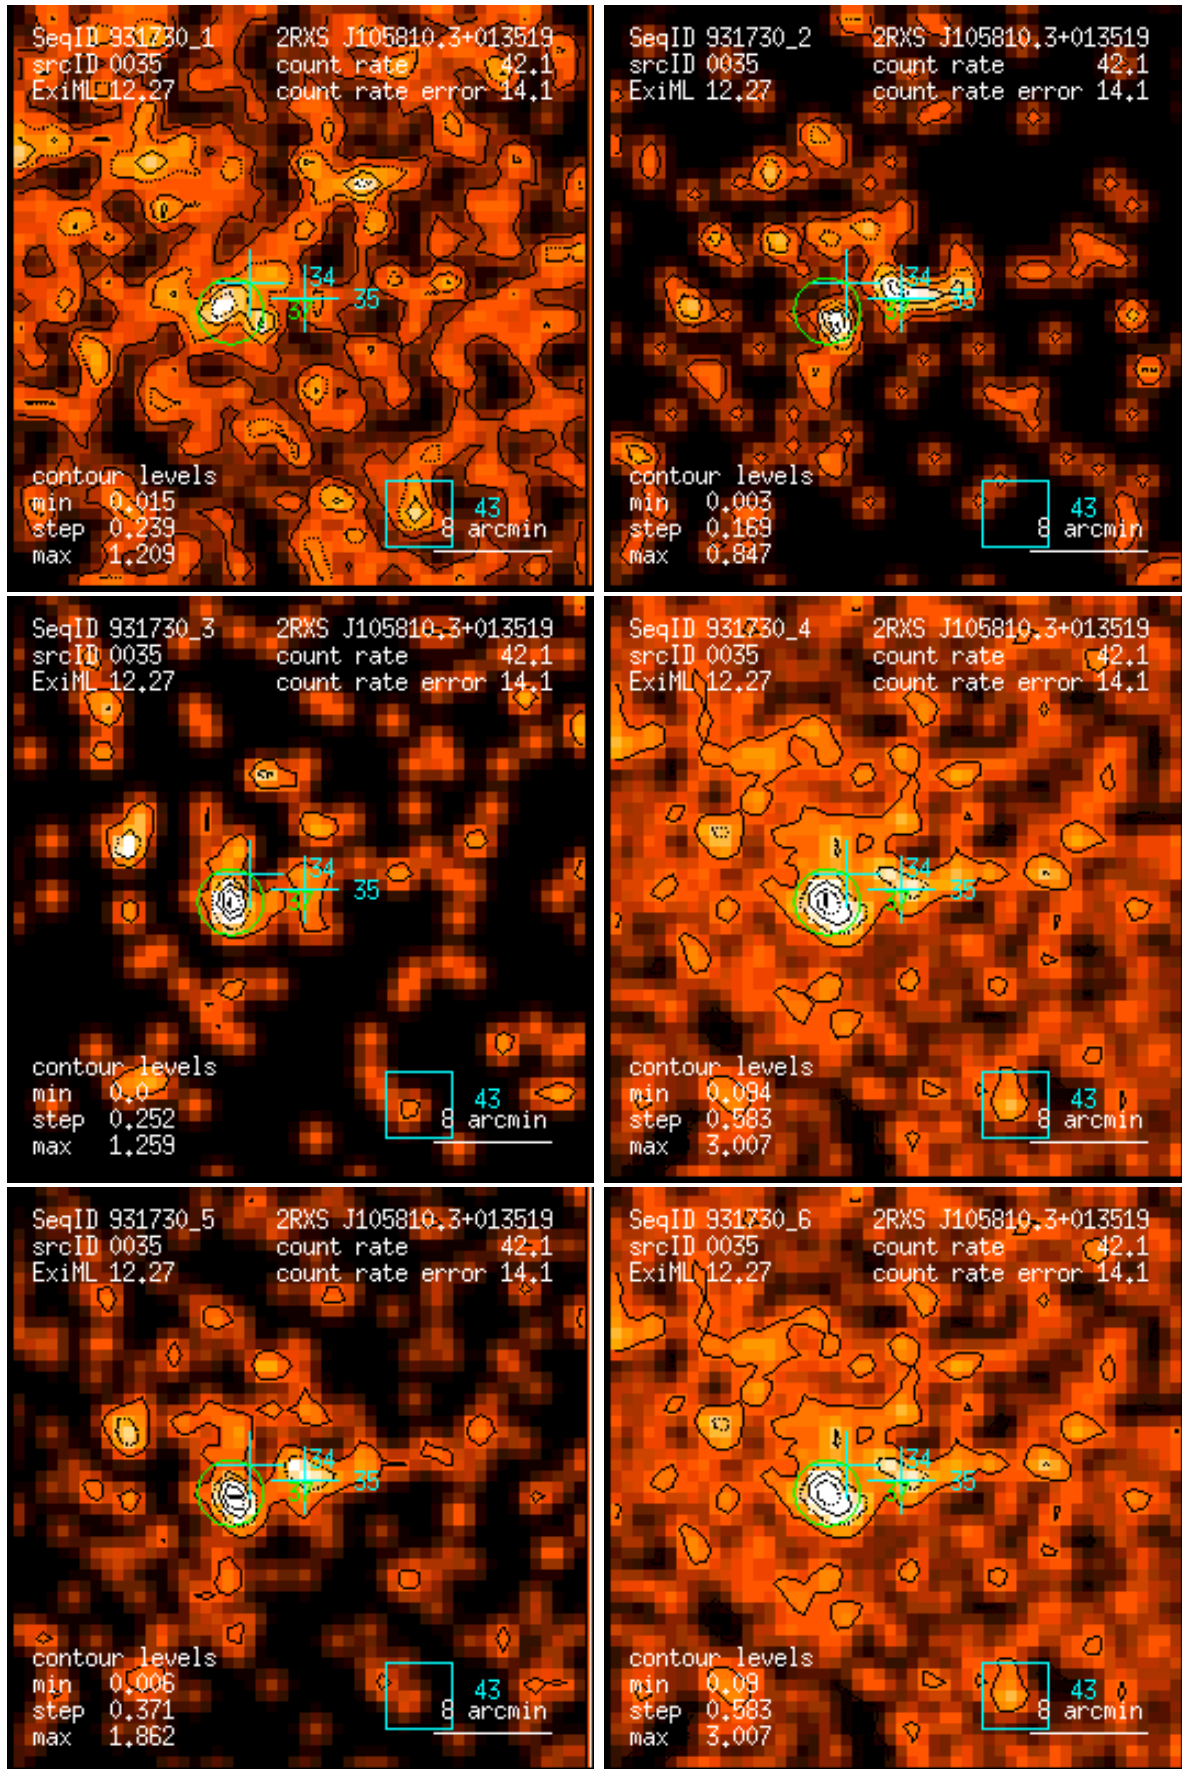 SeqID 931730_1 2RXS J105810.3+013519
srcID 0035 count rate 42.1
ExiML 12.27 count rate error 14.1
34
35
contour levels
min 0.015
43
step 0.239
8 arcmin
max 1.209
SeqID 931730_2 2RXS J105810.3+013519
srcID 0035 count rate 42.1
ExiML 12.27 count rate error 14.1
34
35
contour levels
min 0.003
43
step 0.169
8 arcmin
max 0.847
SeqID 931730_3 2RXS J105810.3+013519
srcID 0035 count rate 42.1
ExiML 12.27 count rate error 14.1
34
35
contour levels
min 0.0
43
step 0.252
8 arcmin
max 1.259
SeqID 931730_4 2RXS J105810.3+013519
srcID 0035 count rate 42.1
ExiML 12.27 count rate error 14.1
34
35
contour levels
min 0.094
43
step 0.583
8 arcmin
max 3.007
SeqID 931730_5 2RXS J105810.3+013519
srcID 0035 count rate 42.1
ExiML 12.27 count rate error 14.1
34
35
contour levels
min 0.006
43
step 0.371
8 arcmin
max 1.862
SeqID 931730_6 2RXS J105810.3+013519
srcID 0035 count rate 42.1
ExiML 12.27 count rate error 14.1
34
35
contour levels
min 0.09
43
step 0.583
8 arcmin
max 3.007